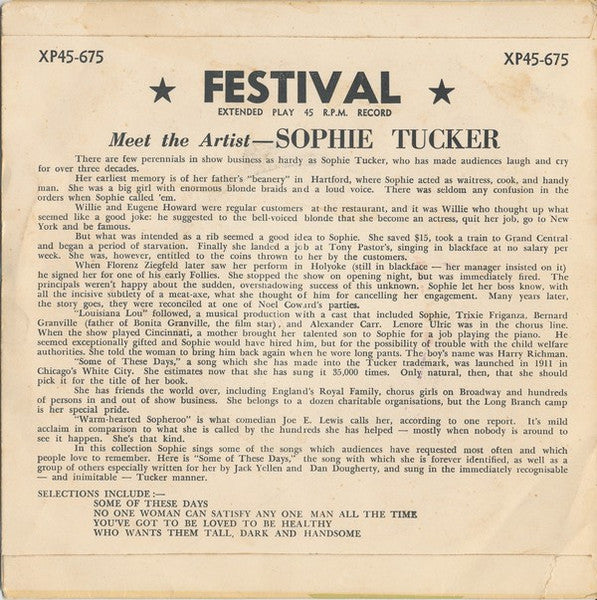 XP45-675
XP45-675
★ FESTIVAL ★
EXTENDED PLAY 45 R.P.M. RECORD
Meet the Artist—SOPHIE TUCKER
There are few perennials in show business as hardy as Sophie Tucker, who has made audiences laugh and cry
for over three decades.
Her earliest memory is of her father's "beanery" in Hartford, where Sophie acted as waitress, cook, and handy
man. She was a big girl with enormous blonde braids and a loud voice. There was seldom any confusion in the
orders when Sophie called 'em.
Willie and Eugene Howard were regular customers at the restaurant, and it was Willie who thought up what
seemed like a good joke: he suggested to the bell-voiced blonde that she become an actress, quit her job, go to New
York and be famous.
But what was intended as a rib seemed a good idea to Sophie. She saved $15, took a train to Grand Central
and began a period of starvation. Finally she landed a job at Tony Pastor's, singing in blackface at no salary per
week. She was, however, entitled to the coins thrown to her by the customers.
When Florenz Ziegfeld later saw her perform in Holyoke (still in blackface — her manager insisted on it)
he signed her for one of his early Follies. She stopped the show on opening night, but was immediately fired. The
principals weren't happy about the sudden, overshadowing success of this unknown. Sophie let her boss know, with
all the incisive subtlety of a meat-axe, what she thought of him for cancelling her engagement. Many years later,
the story goes, they were reconciled at one of Noel Coward's parties.
"Louisiana Lou" followed, a musical production with a cast that included Sophie, Trixie Friganza, Bernard
Granville (father of Bonita Granville, the film star), and Alexander Carr. Lenore Ulric was in the chorus line.
When the show played Cincinnati, a mother brought her talented son to Sophie for a job playing the piano. He
seemed exceptionally gifted and Sophie would have hired him, but for the possibility of trouble with the child welfare
authorities. She told the woman to bring him back again when he wore long pants. The boy's name was Harry Richman.
"Some of These Days," a song which she has made into the Tucker trademark, was launched in 1911 in
Chicago's White City. She estimates now that she has sung it 35,000 times. Only natural, then, that she should
pick it for the title of her book.
She has friends the world over, including England's Royal Family, chorus girls on Broadway and hundreds
of persons in and out of show business. She belongs to a dozen charitable organisations, but the Long Branch camp
is her special pride.
"Warm-hearted Sopheroo" is what comedian Joe E. Lewis calls her, according to one report. It's mild
acclaim in comparison to what she is called by the hundreds she has helped — mostly when nobody is around to
see it happen. She's that kind.
In this collection Sophie sings some of the songs which audiences have requested most often and which
people love to remember. Here is "Some of These Days," the song with which she is forever identified, as well as a
group of others especially written for her by Jack Yellen and Dan Dougherty, and sung in the immediately recognisable
— and inimitable — Tucker manner.
SELECTIONS INCLUDE :—
SOME OF THESE DAYS
NO ONE WOMAN CAN SATISFY ANY ONE MAN ALL THE TIME
YOU'VE GOT TO BE LOVED TO BE HEALTHY
WHO WANTS THEM TALL, DARK AND HANDSOME